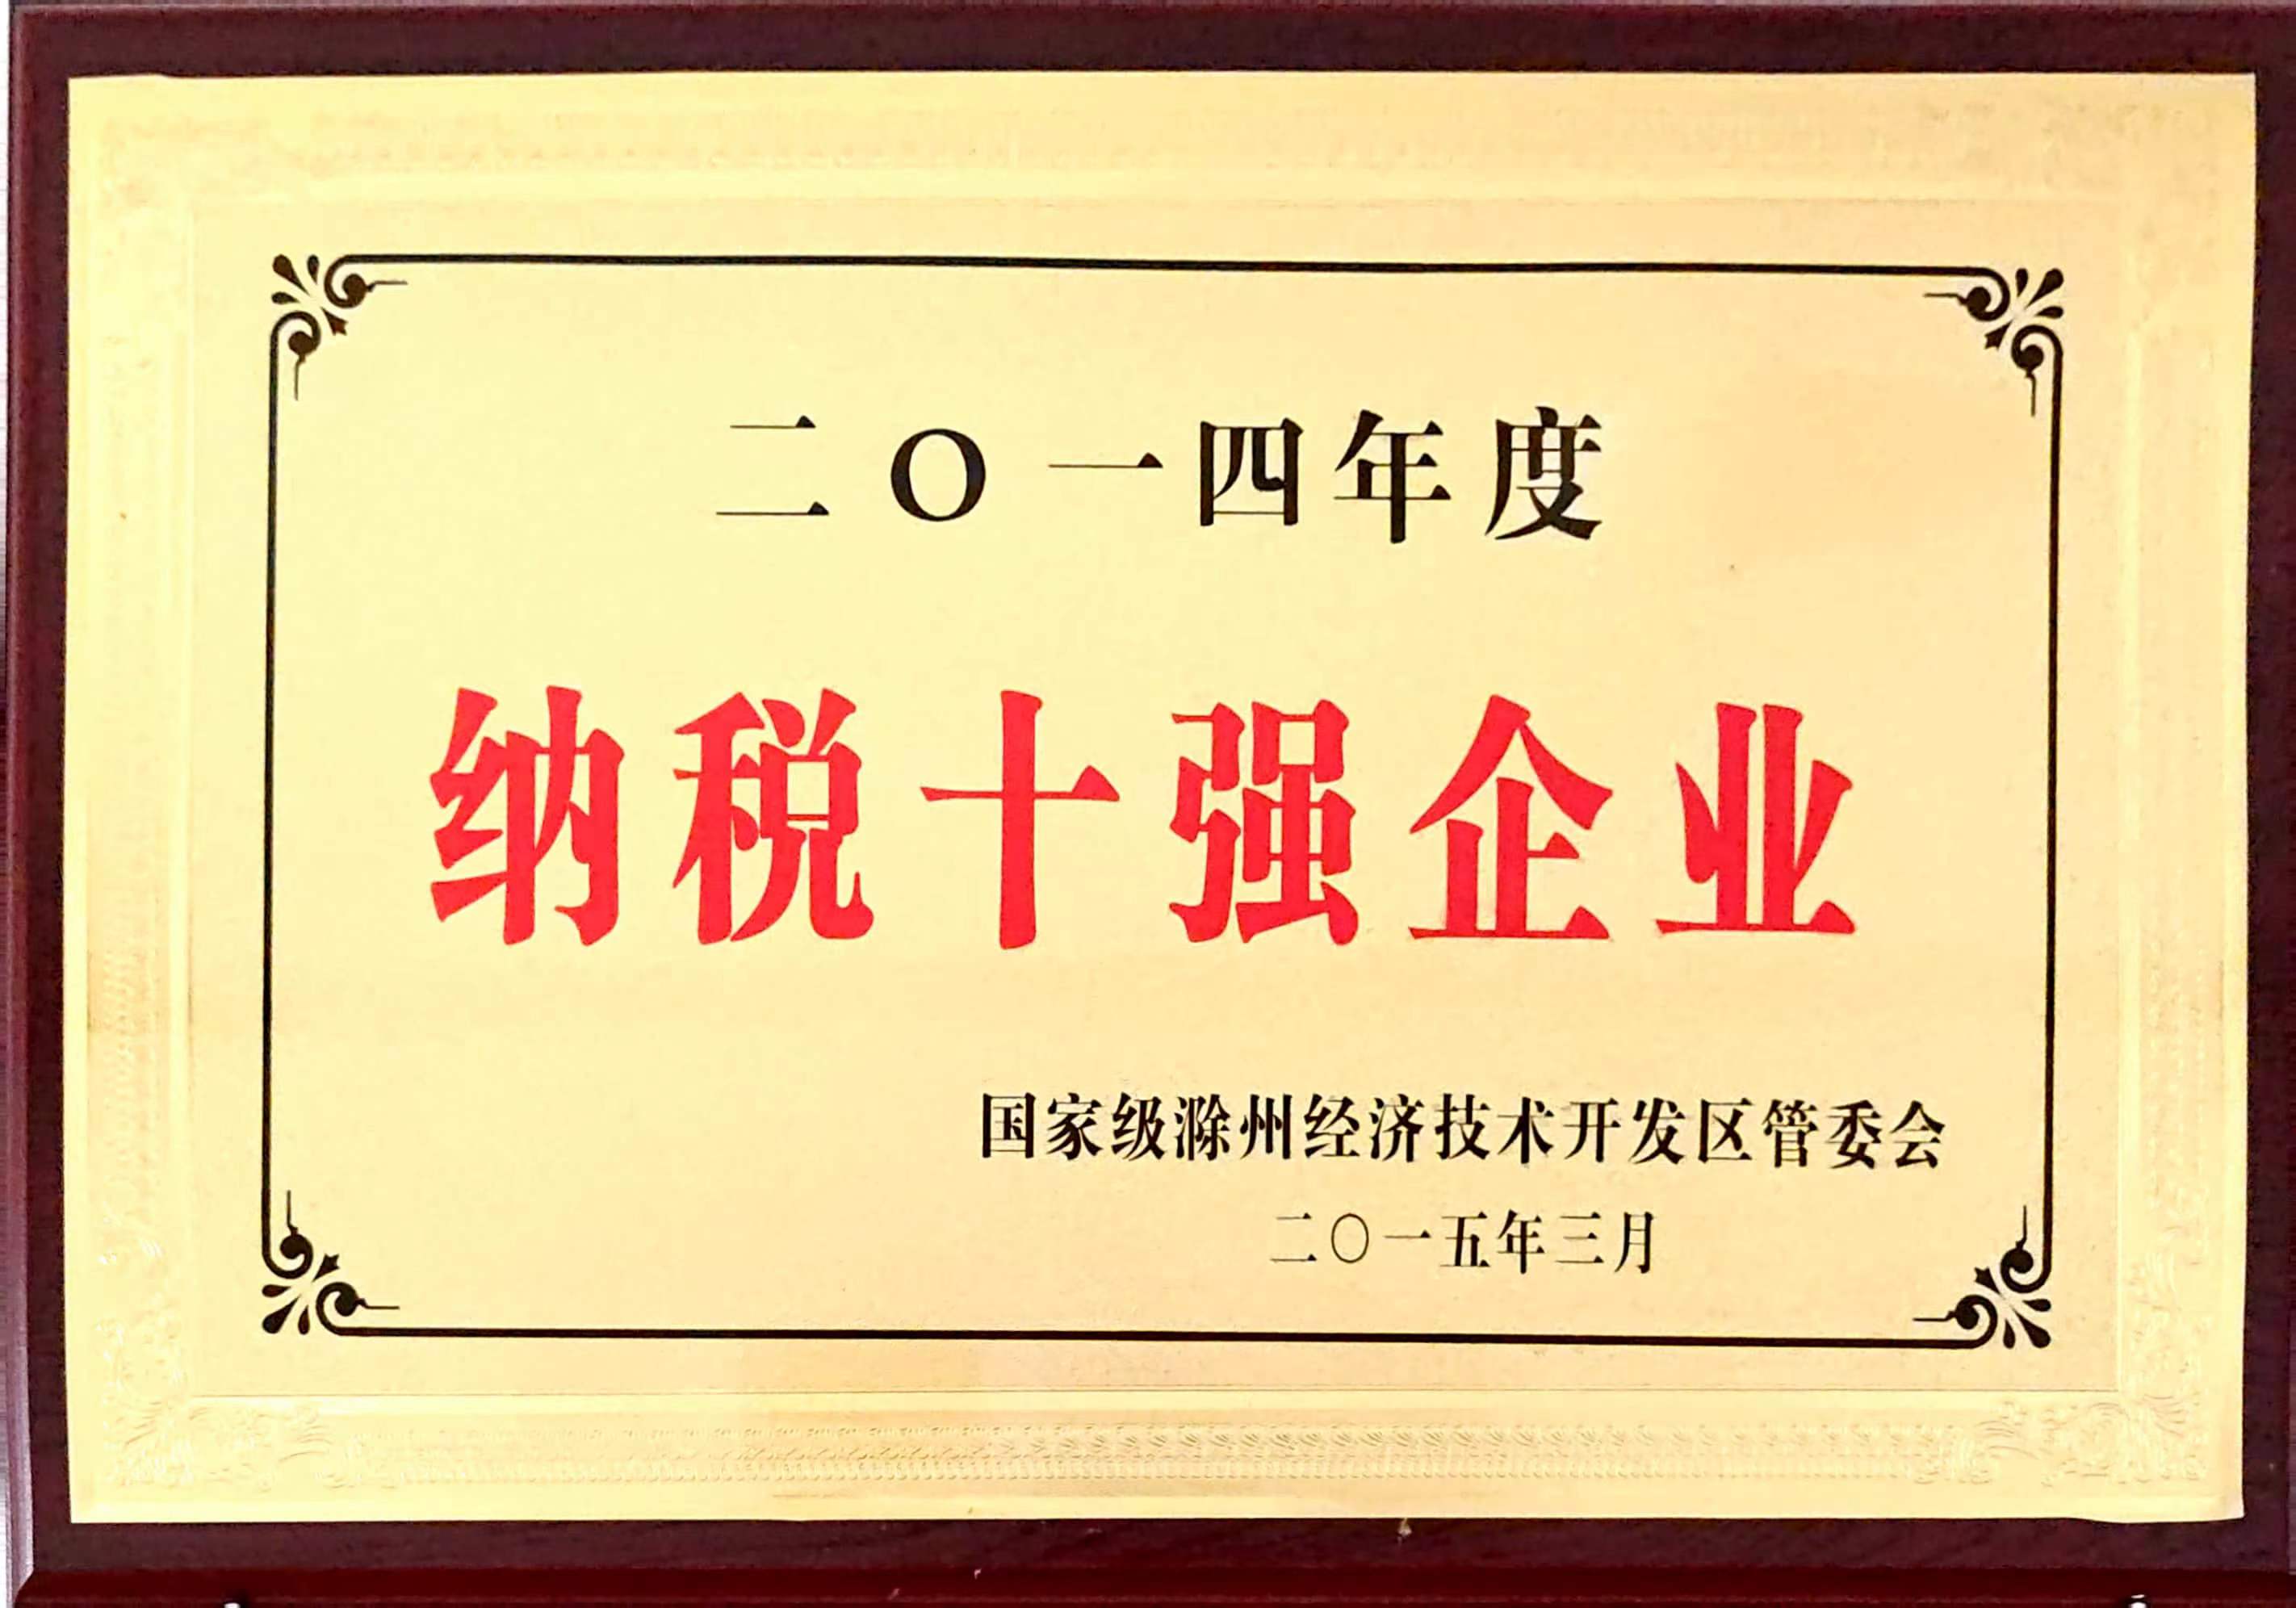 二〇一四年度
纳税十强企业
国家级滁州经济技术开发区管委会
二〇一五年三月